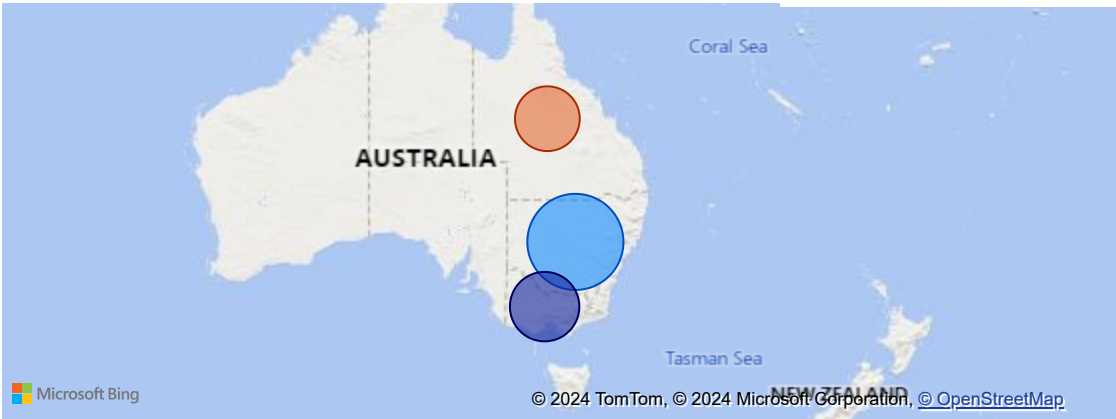 Coral Sea
AUSTRALIA
Tasman Sea
NEW ZEALAND
Microsoft Bing
© 2024 TomTom, © 2024 Microsoft Corporation, © OpenStreetMap